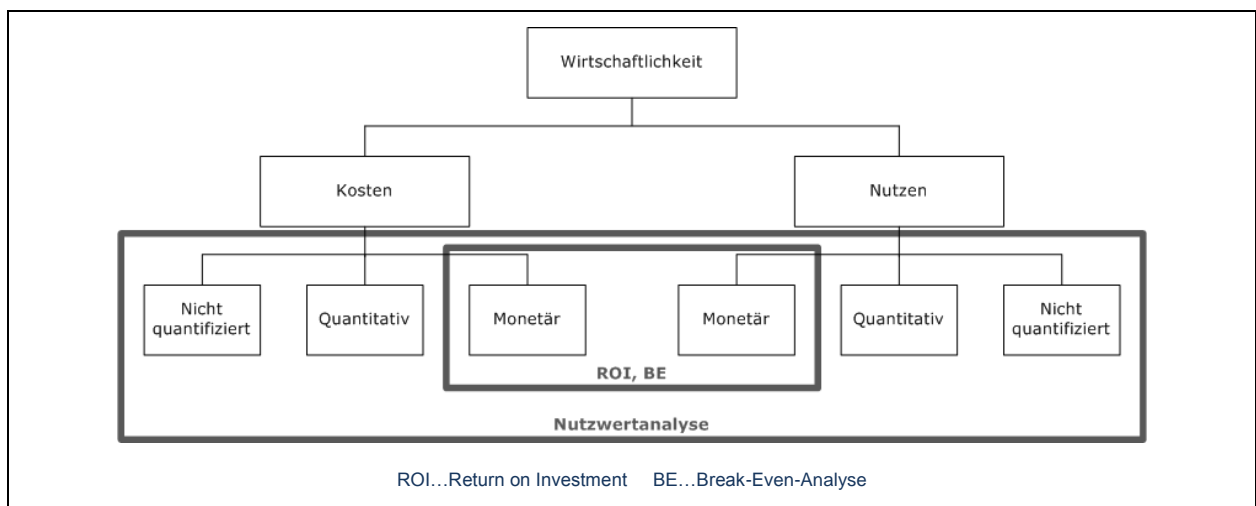 Wirtschaftlichkeit
Kosten
Nutzen
Nicht
quantifiziert
Quantitativ
Monetär
Monetär
Quantitativ
Nicht
quantifiziert
ROI, BE
Nutzwertanalyse
ROI…Return on Investment BE…Break-Even-Analyse